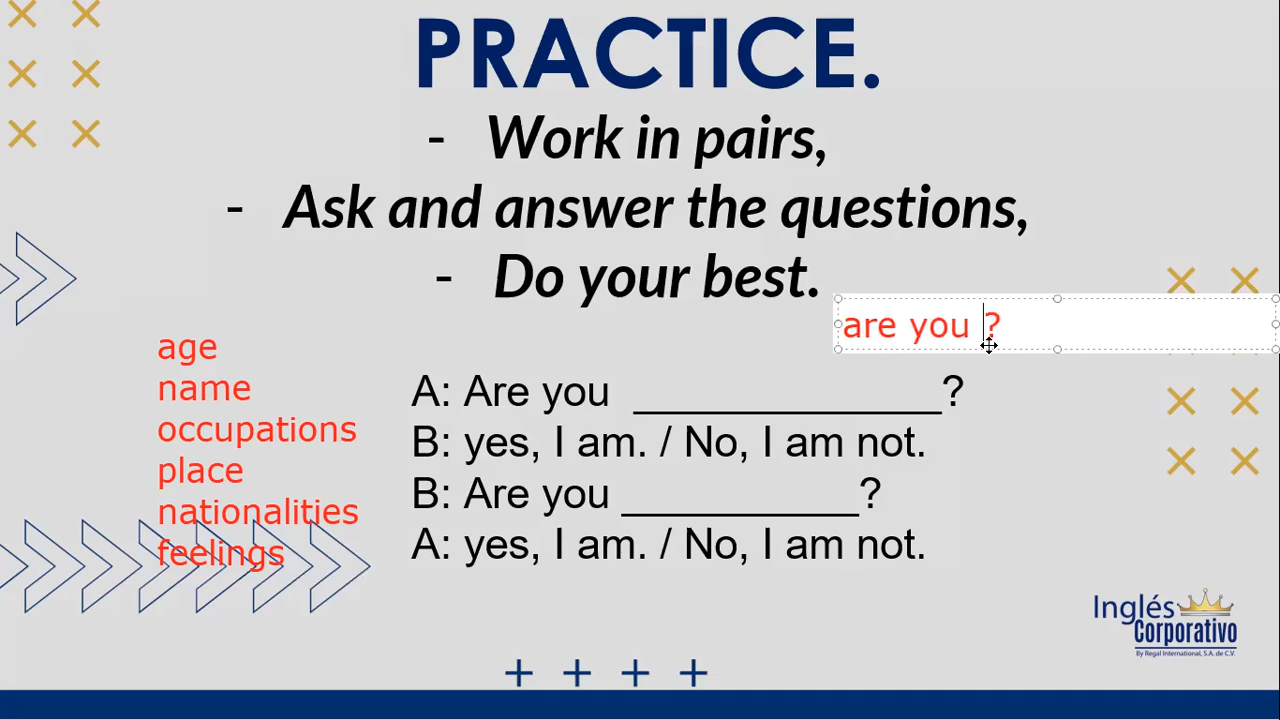 PRACTICE.
- Work in pairs,
- Ask and answer the questions,
- Do your best.
are you ?
age
name
occupations
place
nationalities
feelings
A: Are you _____________?
B: yes, I am. / No, I am not.
B: Are you __________?
A: yes, I am. / No, I am not.
Inglés
Corporativo
By Regal International, S.A. de C.V.